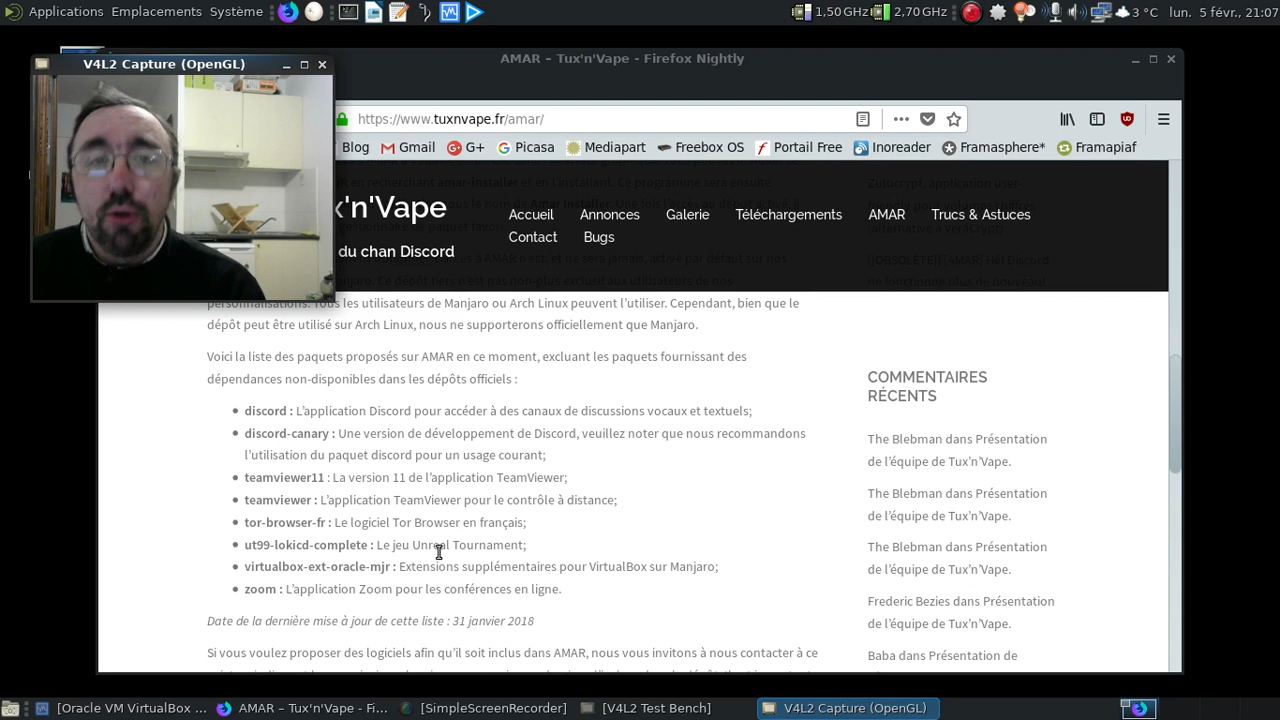 Applications Emplacements Système
1,50 GHz 2,70 GHz 3 °C lun. 5 févr., 21:07
V4L2 Capture (OpenGL)
AMAR – Tux'n'Vape - Firefox Nightly
https://www.tuxnvape.fr/amar/
Blog Gmail G+ Picasa Mediapart Freebox OS Portail Free Inoreader Framasphere* Framapiaf
x'n'Vape
du chan Discord
Accueil Annonces Galerie Téléchargements AMAR Trucs & Astuces
Contact Bugs
personnalisations. Tous les utilisateurs de Manjaro ou Arch Linux peuvent l'utiliser. Cependant, bien que le
dépôt peut être utilisé sur Arch Linux, nous ne supporterons officiellement que Manjaro.
Voici la liste des paquets proposés sur AMAR en ce moment, excluant les paquets fournissant des
dépendances non-disponibles dans les dépôts officiels :
discord : L'application Discord pour accéder à des canaux de discussions vocaux et textuels;
discord-canary : Une version de développement de Discord, veuillez noter que nous recommandons
l'utilisation du paquet discord pour un usage courant;
teamviewer11 : La version 11 de l'application TeamViewer;
teamviewer : L'application TeamViewer pour le contrôle à distance;
tor-browser-fr : Le logiciel Tor Browser en français;
ut99-lokicd-complete : Le jeu Unreal Tournament;
virtualbox-ext-oracle-mjr : Extensions supplémentaires pour VirtualBox sur Manjaro;
zoom : L'application Zoom pour les conférences en ligne.
Date de la dernière mise à jour de cette liste : 31 janvier 2018
Si vous voulez proposer des logiciels afin qu'il soit inclus dans AMAR, nous vous invitons à nous contacter à ce
COMMENTAIRES
RÉCENTS
The Blebman dans Présentation
de l'équipe de Tux'n'Vape.
The Blebman dans Présentation
de l'équipe de Tux'n'Vape.
The Blebman dans Présentation
de l'équipe de Tux'n'Vape.
Frederic Bezies dans Présentation
de l'équipe de Tux'n'Vape.
Baba dans Présentation de
[Oracle VM VirtualBox ... AMAR – Tux'n'Vape - Fi... [SimpleScreenRecorder] [V4L2 Test Bench] V4L2 Capture (OpenGL)